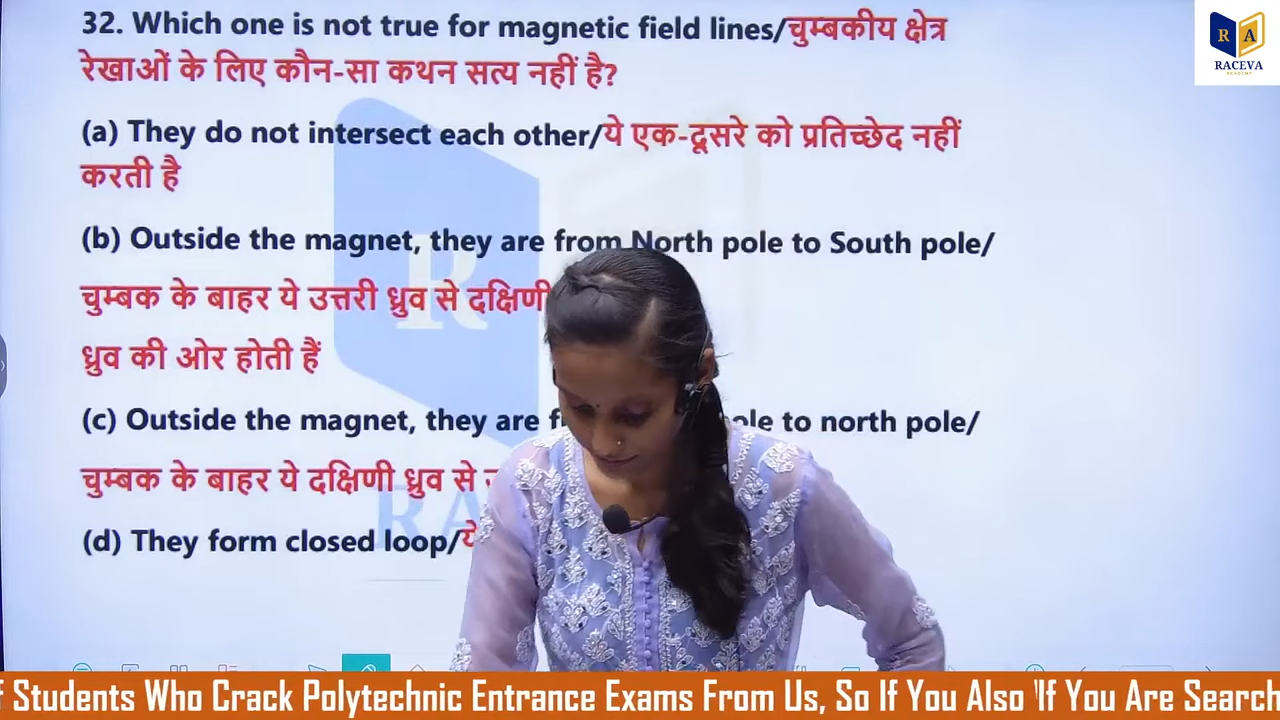 32. Which one is not true for magnetic field lines/चुम्बकीय क्षेत्र
रेखाओं के लिए कौन-सा कथन सत्य नहीं है?
(a) They do not intersect each other/ये एक-दूसरे को प्रतिच्छेद नहीं
करती है
(b) Outside the magnet, they are from North pole to South pole/
चुम्बक के बाहर ये उत्तरी ध्रुव से दक्षिणी
ध्रुव की ओर होती हैं
(c) Outside the magnet, they are to north pole/
चुम्बक के बाहर ये दक्षिणी ध्रुव से
(d) They form closed loop/ये
R A
RACEVA
ACADEMY
R
RA
Students Who Crack Polytechnic Entrance Exams From Us, So If You Also If You Are Search